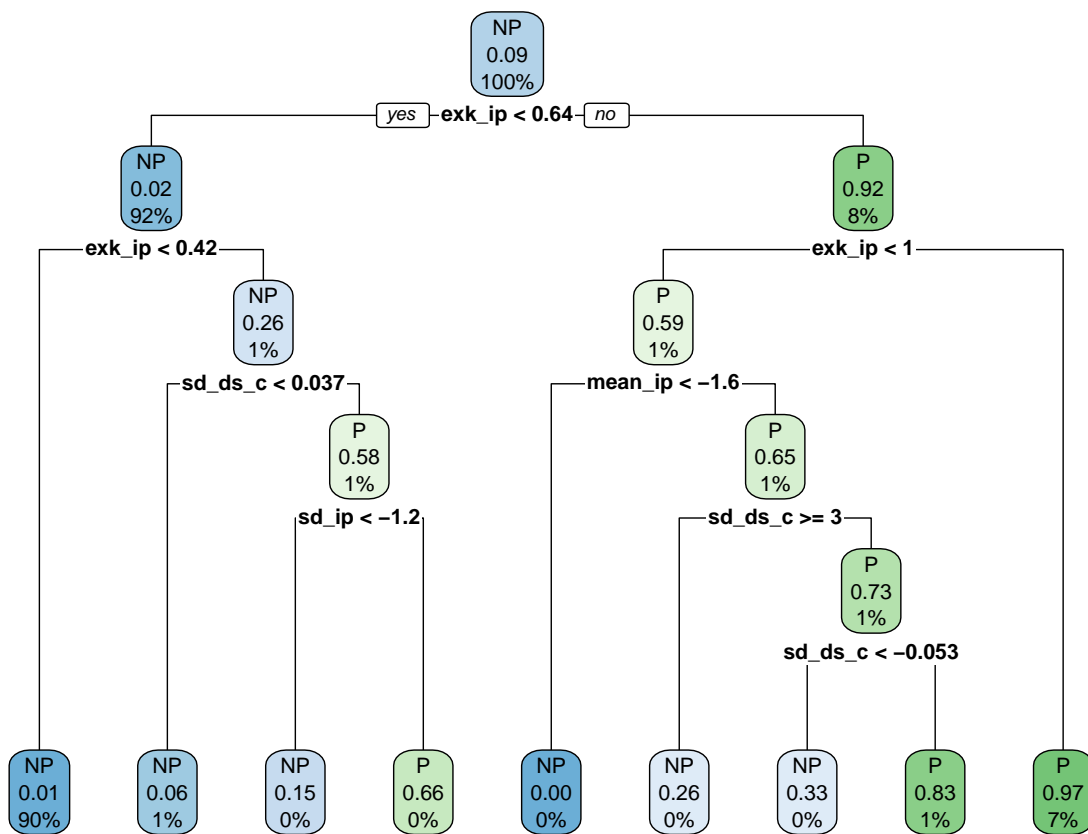 NP
0.09
100%
yes exk_ip < 0.64 no
NP
0.02
92%
P
0.92
8%
exk_ip < 0.42
exk_ip < 1
NP
0.26
1%
P
0.59
1%
sd_ds_c < 0.037
mean_ip < −1.6
P
0.58
1%
P
0.65
1%
sd_ip < −1.2
sd_ds_c >= 3
P
0.73
1%
sd_ds_c < −0.053
NP
0.01
90%
NP
0.06
1%
NP
0.15
0%
P
0.66
0%
NP
0.00
0%
NP
0.26
0%
NP
0.33
0%
P
0.83
1%
P
0.97
7%